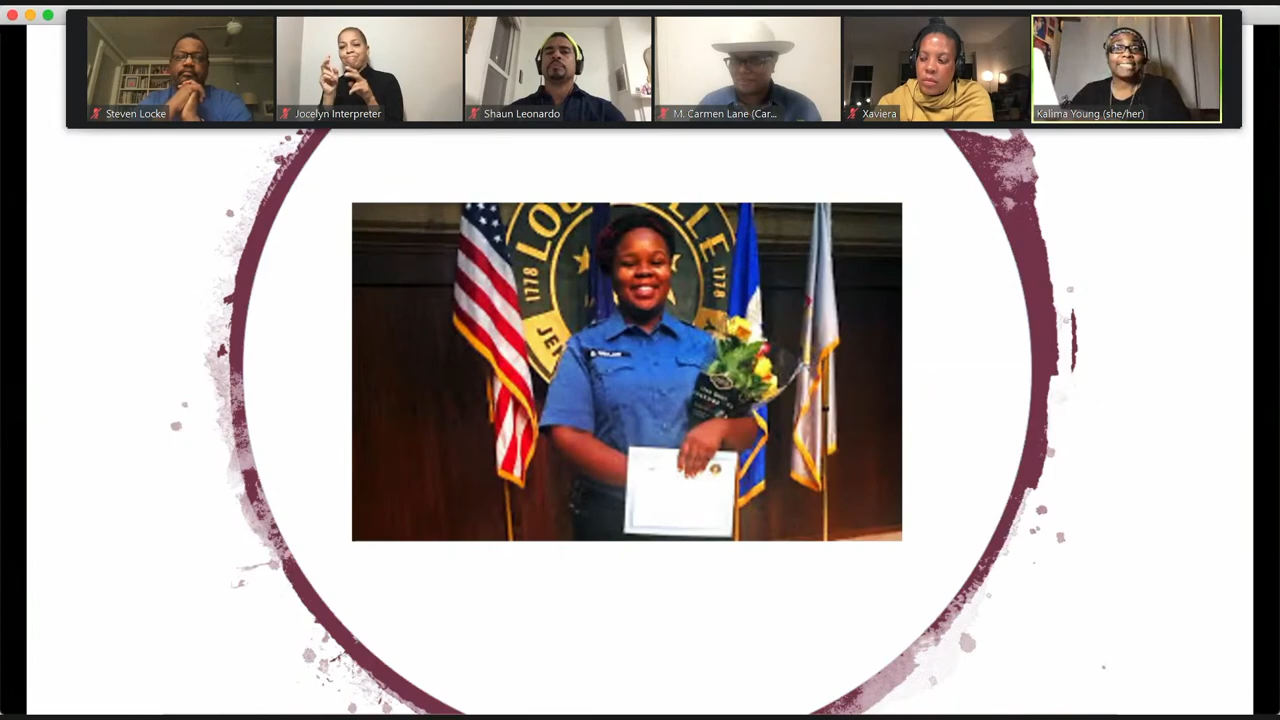 Steven Locke
Jocelyn Interpreter
Shaun Leonardo
M. Carmen Lane (Car...
Xaviera
Kalima Young (she/her)
1778
1778